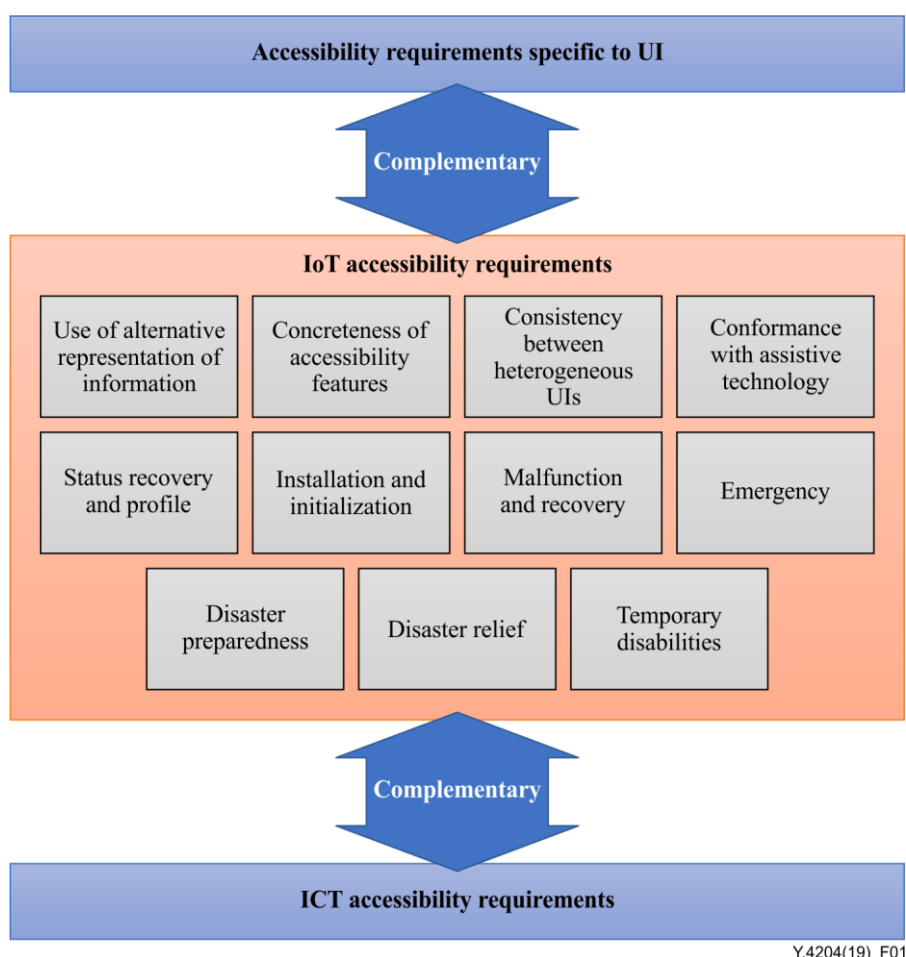 Accessibility requirements specific to UI
Complementary
IoT accessibility requirements
Use of alternative
representation of
information
Concreteness of
accessibility
features
Consistency
between
heterogeneous
UIs
Conformance
with assistive
technology
Status recovery
and profile
Installation and
initialization
Malfunction
and recovery
Emergency
Disaster
preparedness
Disaster relief
Temporary
disabilities
Complementary
ICT accessibility requirements
Y.4204(19)_F01